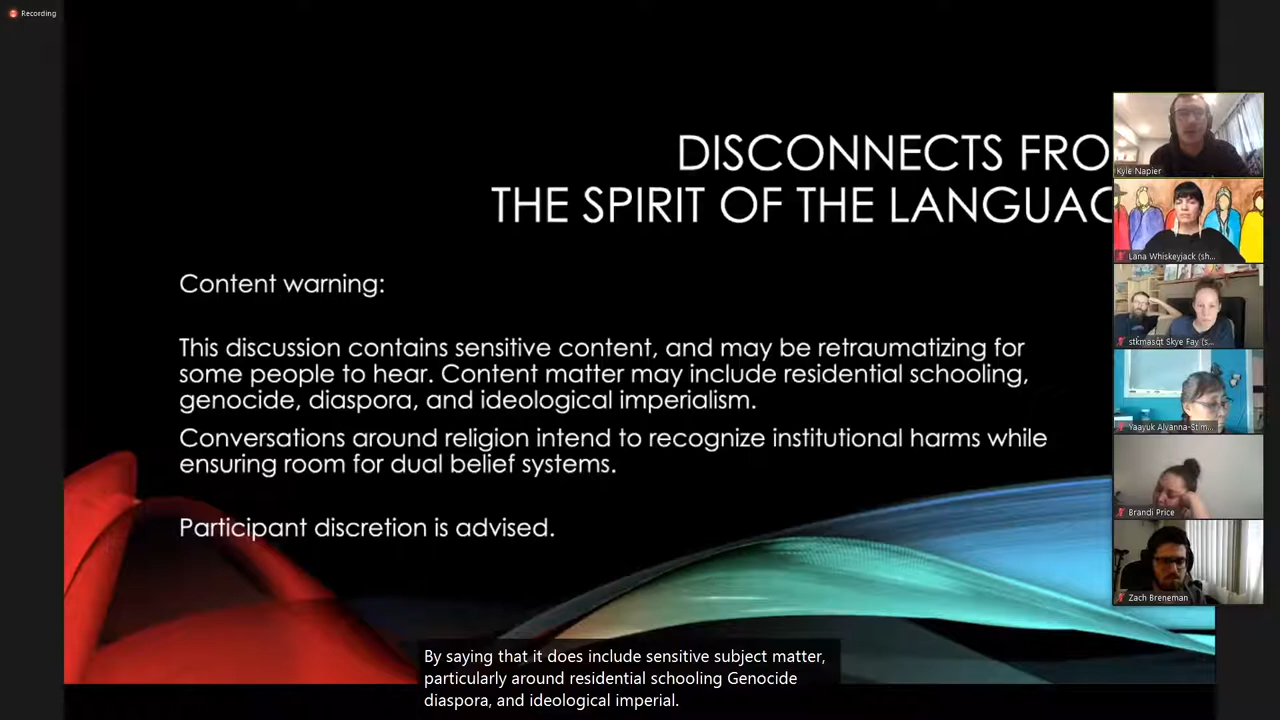 Recording
DISCONNECTS FRO
THE SPIRIT OF THE LANGUAG
Content warning:
This discussion contains sensitive content, and may be retraumatizing for
some people to hear. Content matter may include residential schooling,
genocide, diaspora, and ideological imperialism.
Conversations around religion intend to recognize institutional harms while
ensuring room for dual belief systems.
Participant discretion is advised.
Kyle Napier
Lana Whiskeyjack (sh...
stkmasqt Skye Fay (s...
Yaayuk Alvanna-Stim...
Brandi Price
Zach Breneman
By saying that it does include sensitive subject matter,
particularly around residential schooling Genocide
diaspora, and ideological imperial.